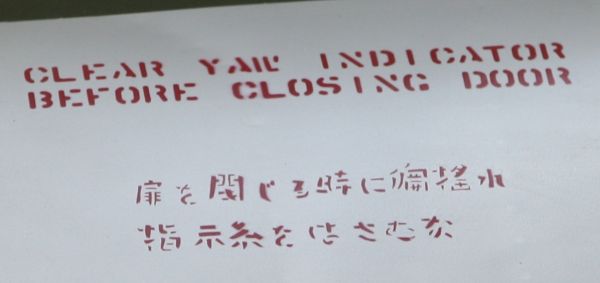 CLEAR YAW INDICATOR
BEFORE CLOSING DOOR
扉を閉じる時に偏揺れ
指示糸をはさむな